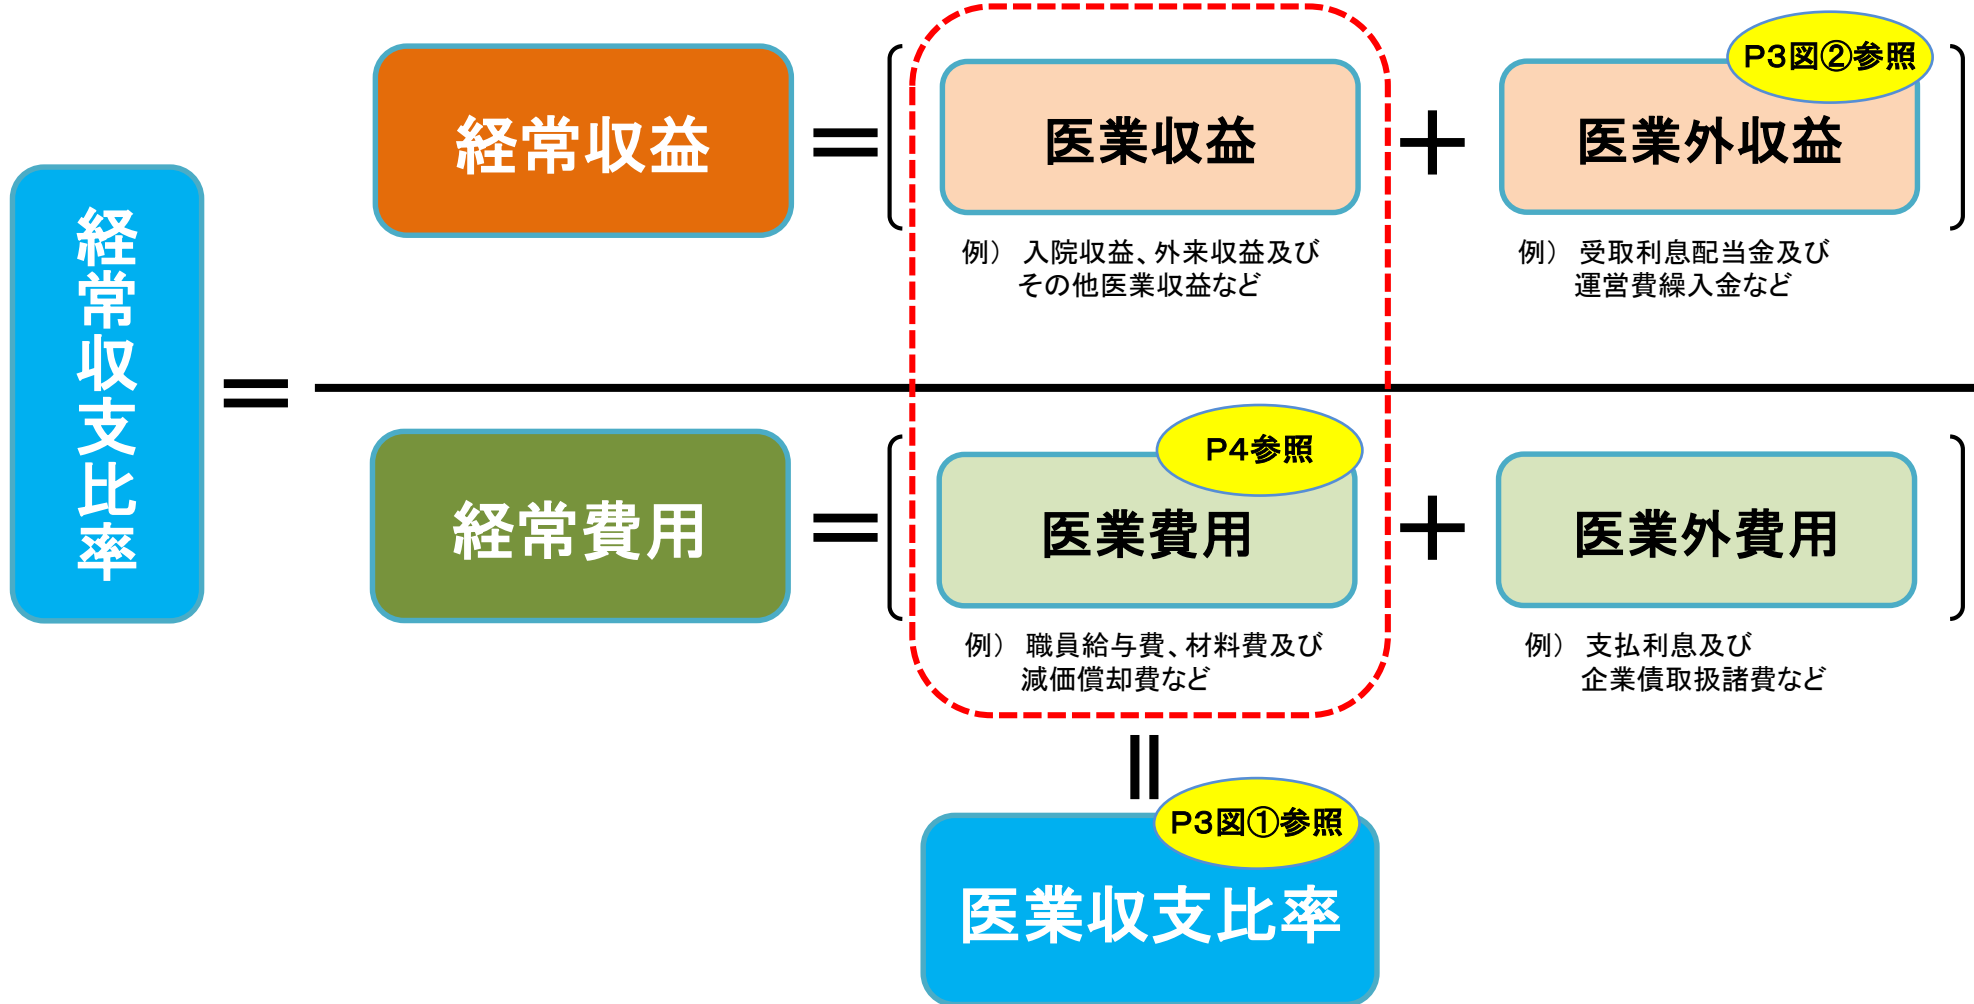 経常収支比率
＝
経常収益
＝
医業収益
＋
医業外収益
P3図②参照
例） 入院収益、外来収益及び
その他医業収益など
例） 受取利息配当金及び
運営費繰入金など
経常費用
＝
医業費用
P4参照
＋
医業外費用
例） 職員給与費、材料費及び
減価償却費など
例） 支払利息及び
企業債取扱諸費など
＝
P3図①参照
医業収支比率